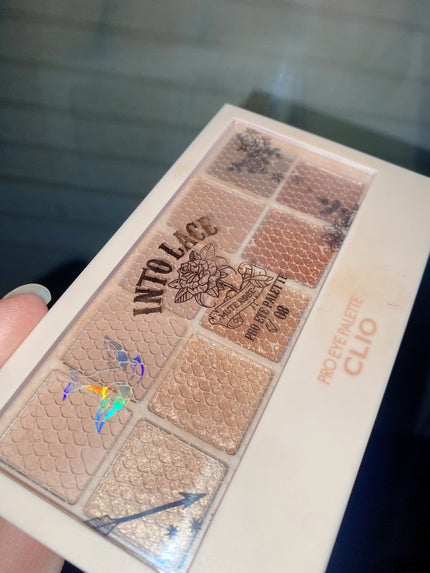 INTO LACE
PRO EYE PALETTE
08
PRO EYE PALETTE
CLIO